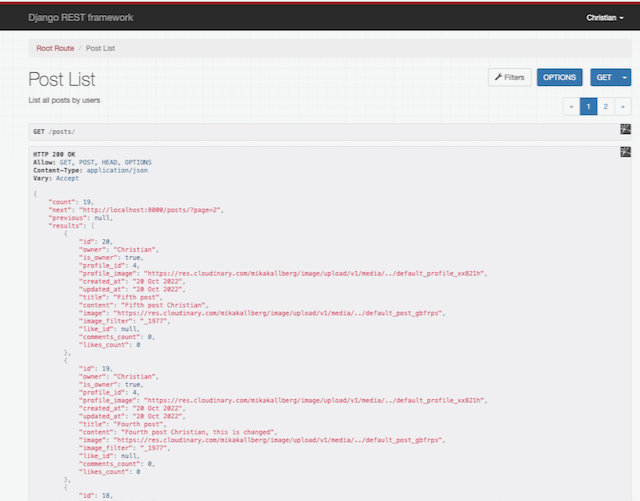 Django REST framework
Christian
Root Route / Post List
Post List
Filters
OPTIONS
GET
List all posts by users
« 1 2 »
GET /posts/
HTTP 200 OK
Allow: GET, POST, HEAD, OPTIONS
Content-Type: application/json
Vary: Accept
{
"count": 19,
"next": "http://localhost:8000/posts/?page=2",
"previous": null,
"results": [
{
"id": 20,
"owner": "Christian",
"is_owner": true,
"profile_id": 4,
"profile_image": "https://res.cloudinary.com/mikakallberg/image/upload/v1/media/../default_profile_xx821h",
"created_at": "20 Oct 2022",
"updated_at": "20 Oct 2022",
"title": "Fifth post",
"content": "Fifth post Christian",
"image": "https://res.cloudinary.com/mikakallberg/image/upload/v1/media/../default_post_gbfrps",
"image_filter": "_1977",
"like_id": null,
"comments_count": 0,
"likes_count": 0
},
{
"id": 19,
"owner": "Christian",
"is_owner": true,
"profile_id": 4,
"profile_image": "https://res.cloudinary.com/mikakallberg/image/upload/v1/media/../default_profile_xx821h",
"created_at": "20 Oct 2022",
"updated_at": "20 Oct 2022",
"title": "Fourth post",
"content": "Fourth post Christian, this is changed",
"image": "https://res.cloudinary.com/mikakallberg/image/upload/v1/media/../default_post_gbfrps",
"image_filter": "_1977",
"like_id": null,
"comments_count": 0,
"likes_count": 0
},
{
"id": 18,